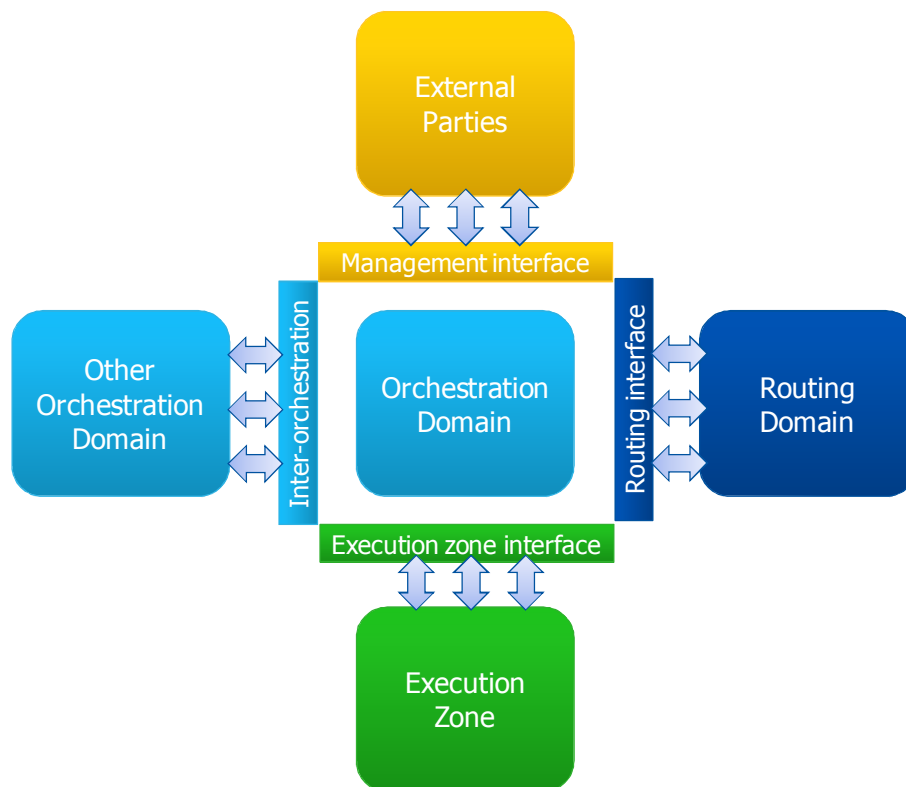 External
Parties
Management interface
Other
Orchestration
Domain
Inter-orchestration
Orchestration
Domain
Routing interface
Routing
Domain
Execution zone interface
Execution
Zone